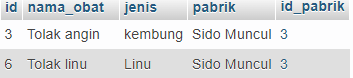 id nama_obat jenis pabrik id_pabrik
3 Tolak angin kembung Sido Muncul 3
6 Tolak linu Linu Sido Muncul 3